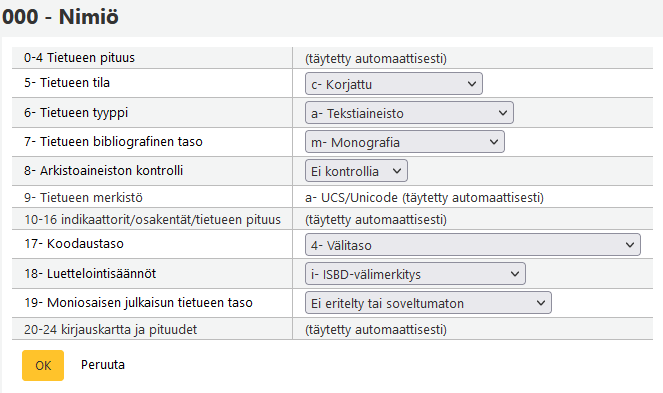 000 - Nimiö
0-4 Tietueen pituus (täytetty automaattisesti)
5- Tietueen tila c- Korjattu
6- Tietueen tyyppi a- Tekstiaineisto
7- Tietueen bibliografinen taso m- Monografia
8- Arkistoaineiston kontrolli Ei kontrollia
9- Tietueen merkistö a- UCS/Unicode (täytetty automaattisesti)
10-16 indikaattorit/osakentät/tietueen pituus (täytetty automaattisesti)
17- Koodaustaso 4- Välitaso
18- Luettelointisäännöt i- ISBD-välimerkitys
19- Moniosaisen julkaisun tietueen taso Ei eritelty tai soveltumaton
20-24 kirjauskartta ja pituudet (täytetty automaattisesti)
OK Peruuta